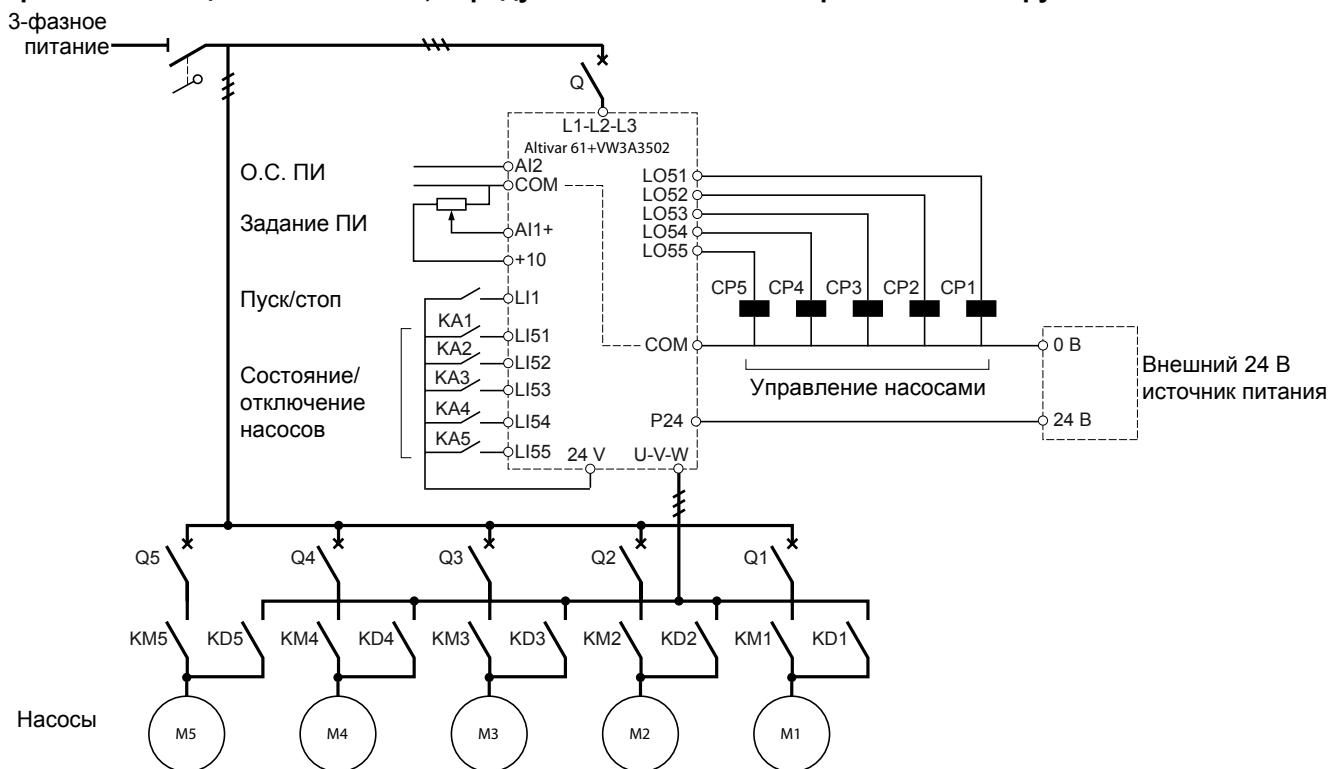 3-фазное
питание
Q
L1-L2-L3
Altivar 61+VW3A3502
О.С. ПИ
AI2
COM
Задание ПИ
AI1+
+10
Пуск/стоп
LI1
KA1
LI51
KA2
LI52
KA3
LI53
KA4
LI54
KA5
LI55
Состояние/
отключение
насосов
24 V
U-V-W
LO51
LO52
LO53
LO54
LO55
CP5
CP4
CP3
CP2
CP1
COM
0 В
Управление насосами
Внешний 24 В
источник питания
P24
24 В
Q5
Q4
Q3
Q2
Q1
KM5
KD5
KM4
KD4
KM3
KD3
KM2
KD2
KM1
KD1
Насосы
M5
M4
M3
M2
M1